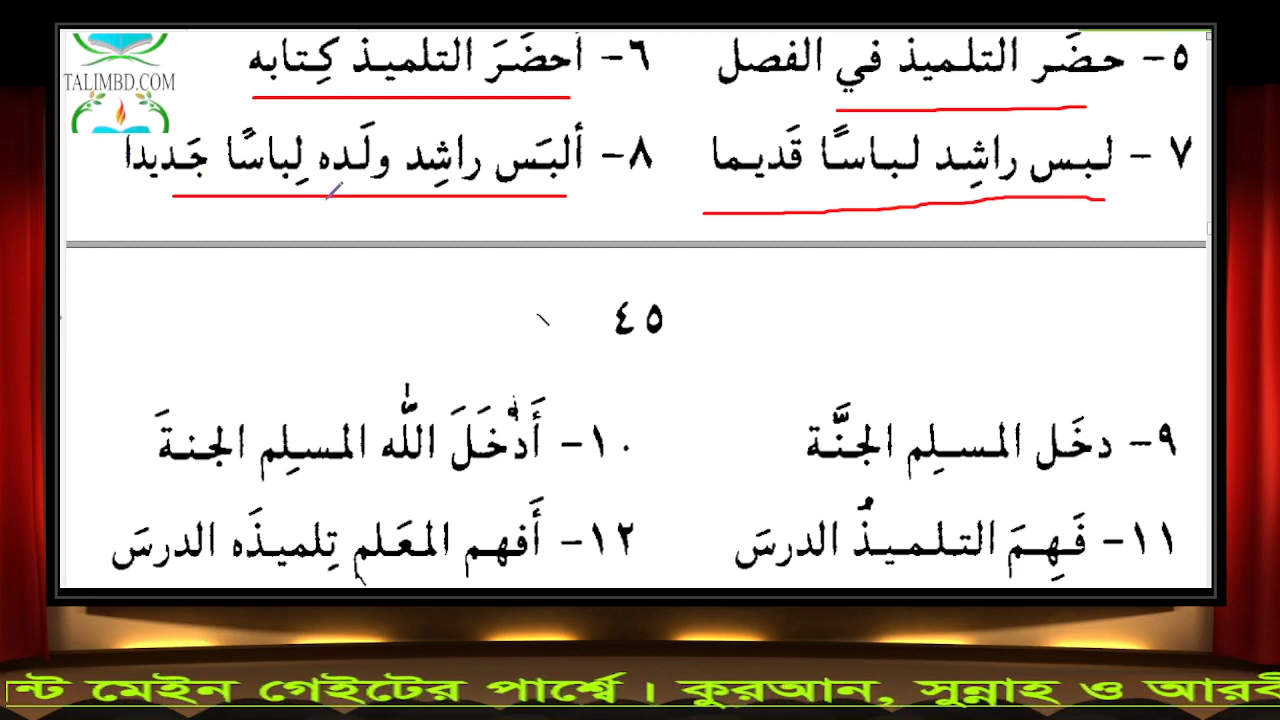 ٥- حضَر التلميذ في الفصل ٦- أحضَرَ التلميذ كِتابه
TALIMBD.COM
٧ - لبس راشِد لباسًا قَديما ٨- ألبَس راشِد ولَده لِباسًا جَديدا
٤٥
٩- دخَل المسلِم الجنَّة ١٠- أَدْخَلَ اللّٰه المسلِم الجنةَ
١١- فَهِمَ التلميذُ الدرسَ ١٢- أَفهم المعَلم تِلميذَه الدرسَ
ন্ট মেইন গেইটের পার্শ্বে । কুরআন, সুন্নাহ ও আরবী